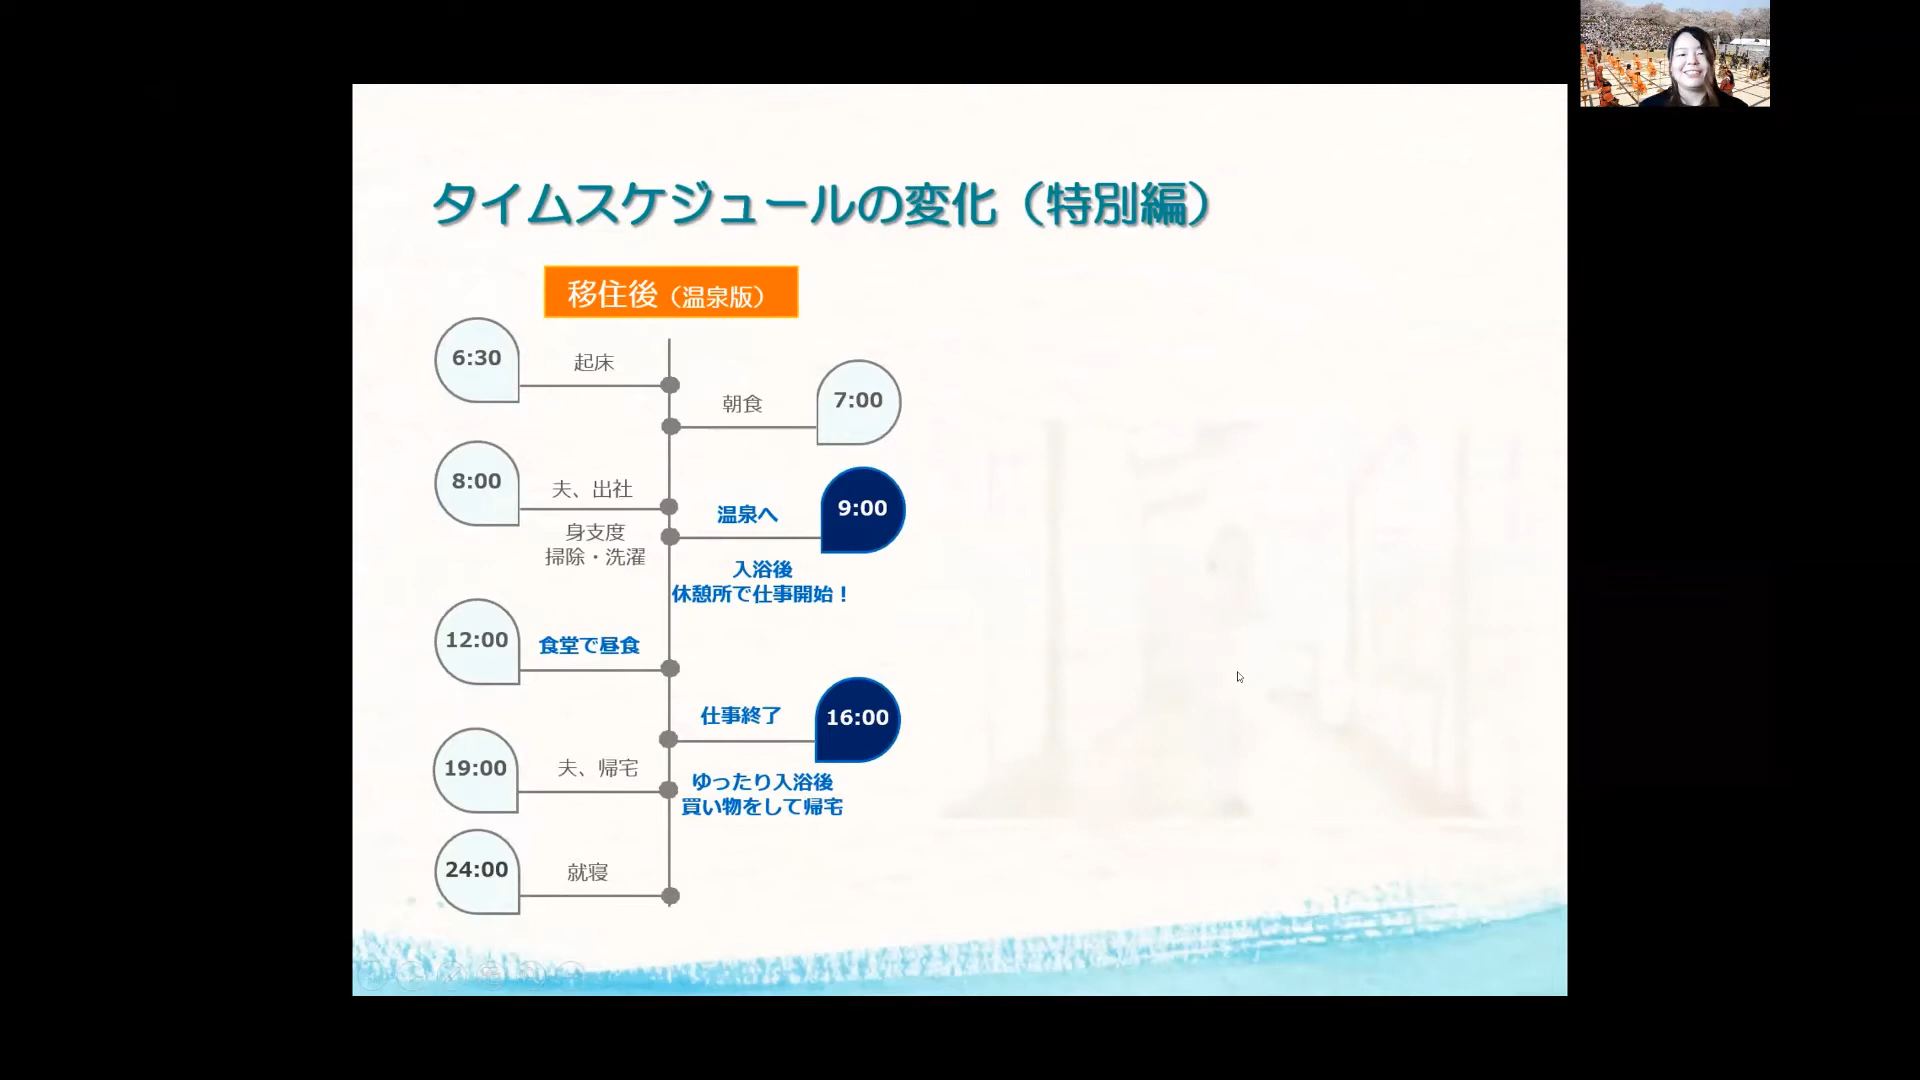 タイムスケジュールの変化（特別編）
移住後（温泉版）
6:30
起床
朝食
7:00
8:00
夫、出社
身支度
掃除・洗濯
温泉へ
9:00
入浴後
休憩所で仕事開始！
12:00
食堂で昼食
仕事終了
16:00
19:00
夫、帰宅
ゆったり入浴後
買い物をして帰宅
24:00
就寝